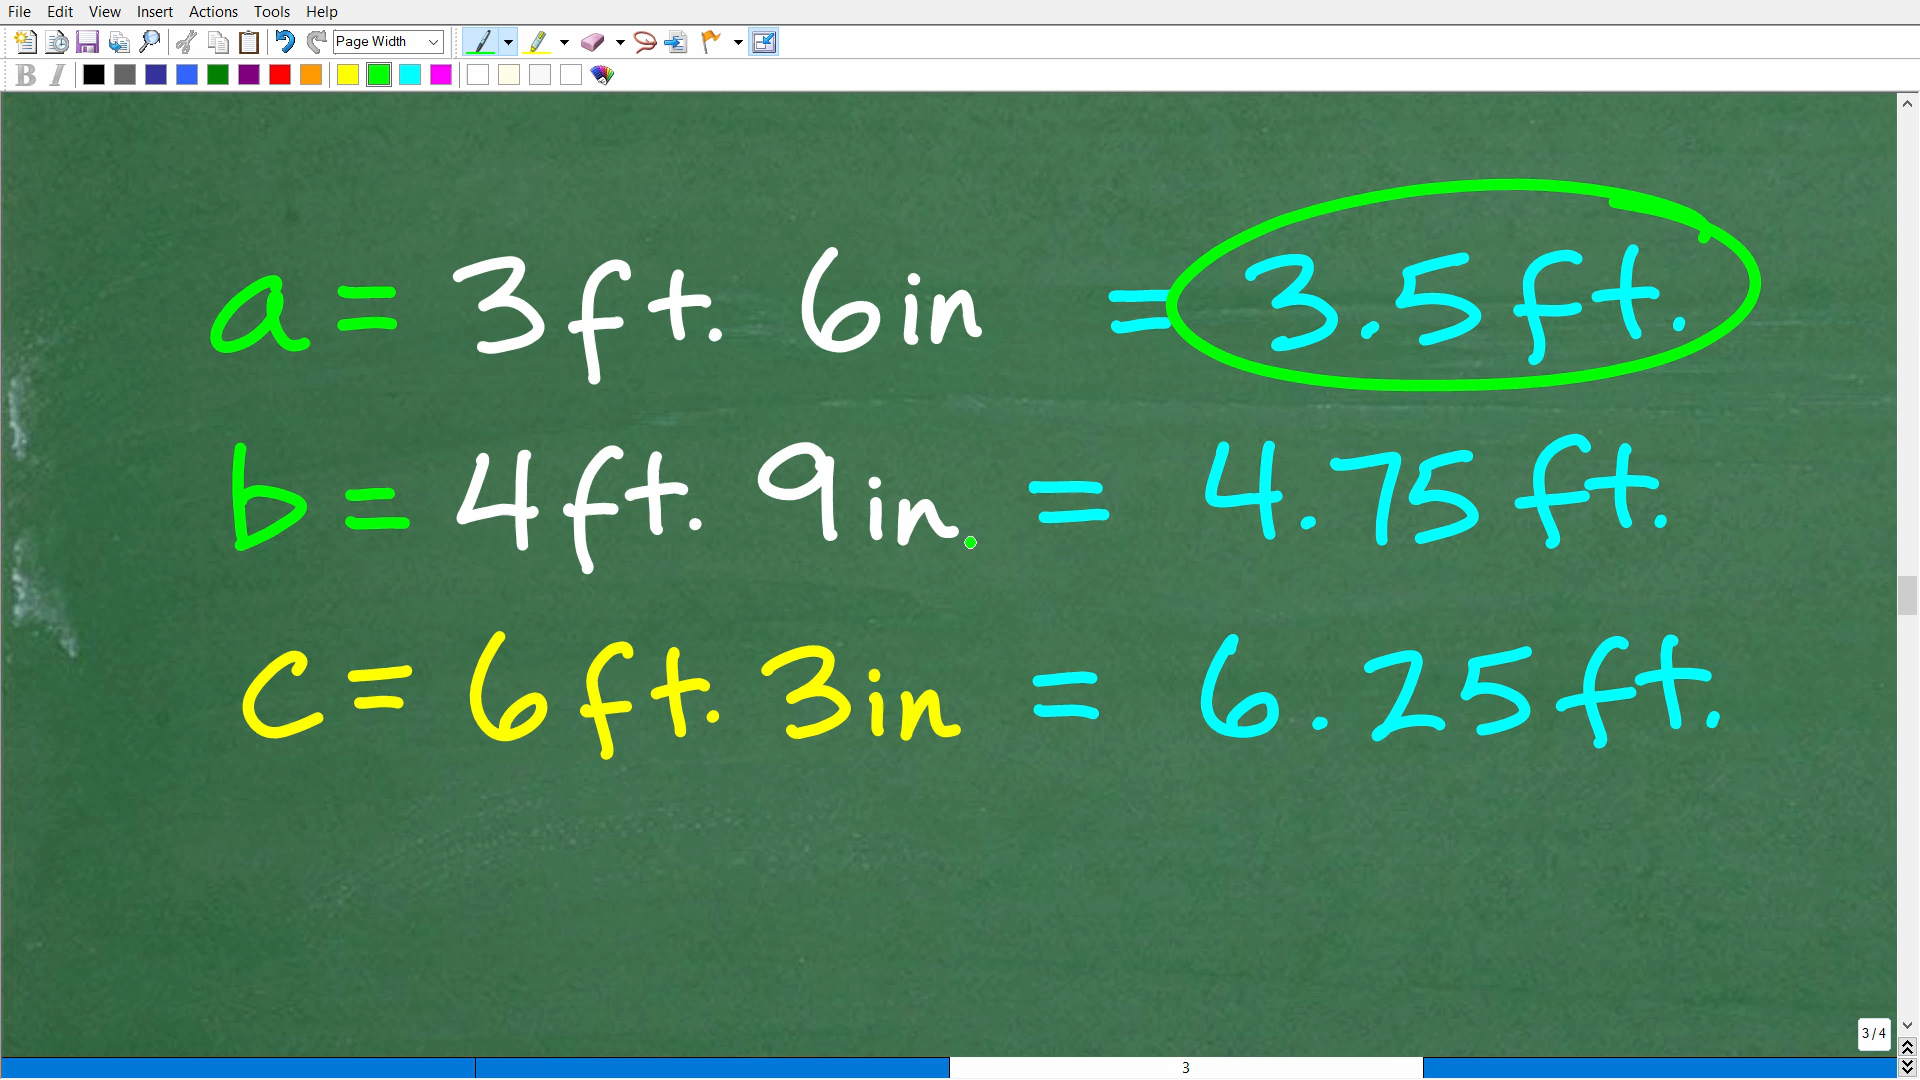 File Edit View Insert Actions Tools Help
Page Width
B I
a = 3 ft. 6 in = 3.5 ft.
b = 4 ft. 9 in. = 4.75 ft.
c = 6 ft. 3 in = 6.25 ft.
3 / 4
3